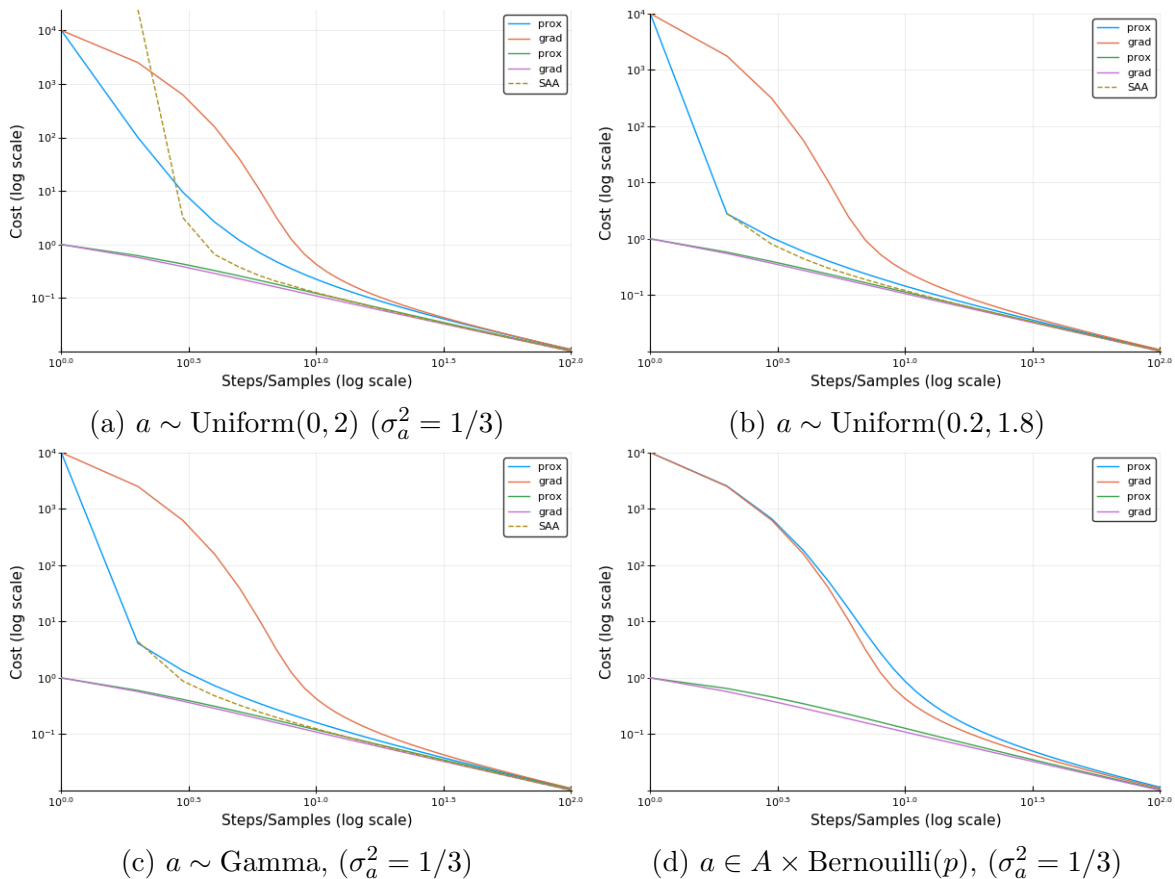 prox
grad
prox
grad
SAA
Cost (log scale)
10^4
10^3
10^2
10^1
10^0
10^-1
10^0.0
10^0.5
10^1.1
10^1.5
10^2.0
Steps/Samples (log scale)
(a) a ∼ Uniform(0, 2) (σ_a^2 = 1/3)
prox
grad
prox
grad
SAA
Cost (log scale)
10^4
10^3
10^2
10^1
10^0
10^-1
10^0.0
10^0.5
10^1.0
10^1.5
10^2.0
Steps/Samples (log scale)
(b) a ∼ Uniform(0.2, 1.8)
prox
grad
prox
grad
SAA
Cost (log scale)
10^4
10^3
10^2
10^1
10^0
10^-1
10^0.0
10^0.5
10^1.1
10^1.5
10^2.0
Steps/Samples (log scale)
(c) a ∼ Gamma, (σ_a^2 = 1/3)
prox
grad
prox
grad
Cost (log scale)
10^4
10^3
10^2
10^1
10^0
10^-1
10^0.0
10^0.5
10^1.0
10^1.5
10^2.0
Steps/Samples (log scale)
(d) a ∈ A × Bernouilli(p), (σ_a^2 = 1/3)